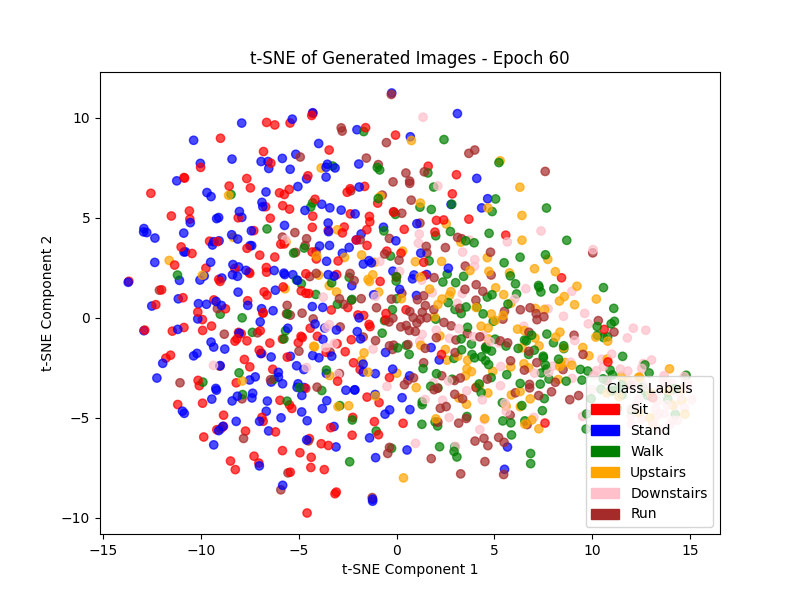 t-SNE of Generated Images - Epoch 60
t-SNE Component 2
10
5
0
−5
−10
Class Labels
Sit
Stand
Walk
Upstairs
Downstairs
Run
−15
−10
−5
0
5
10
15
t-SNE Component 1